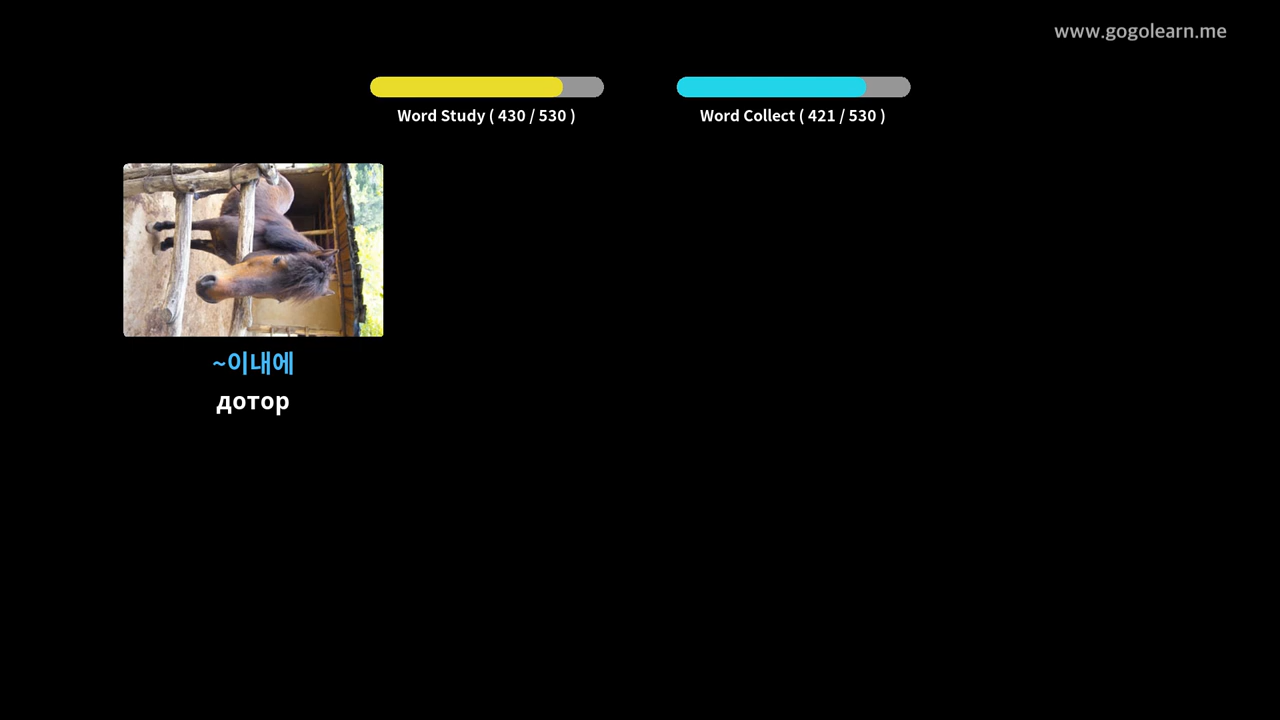 www.gogolearn.me
Word Study ( 430 / 530 )
Word Collect ( 421 / 530 )
~이내에
дотор